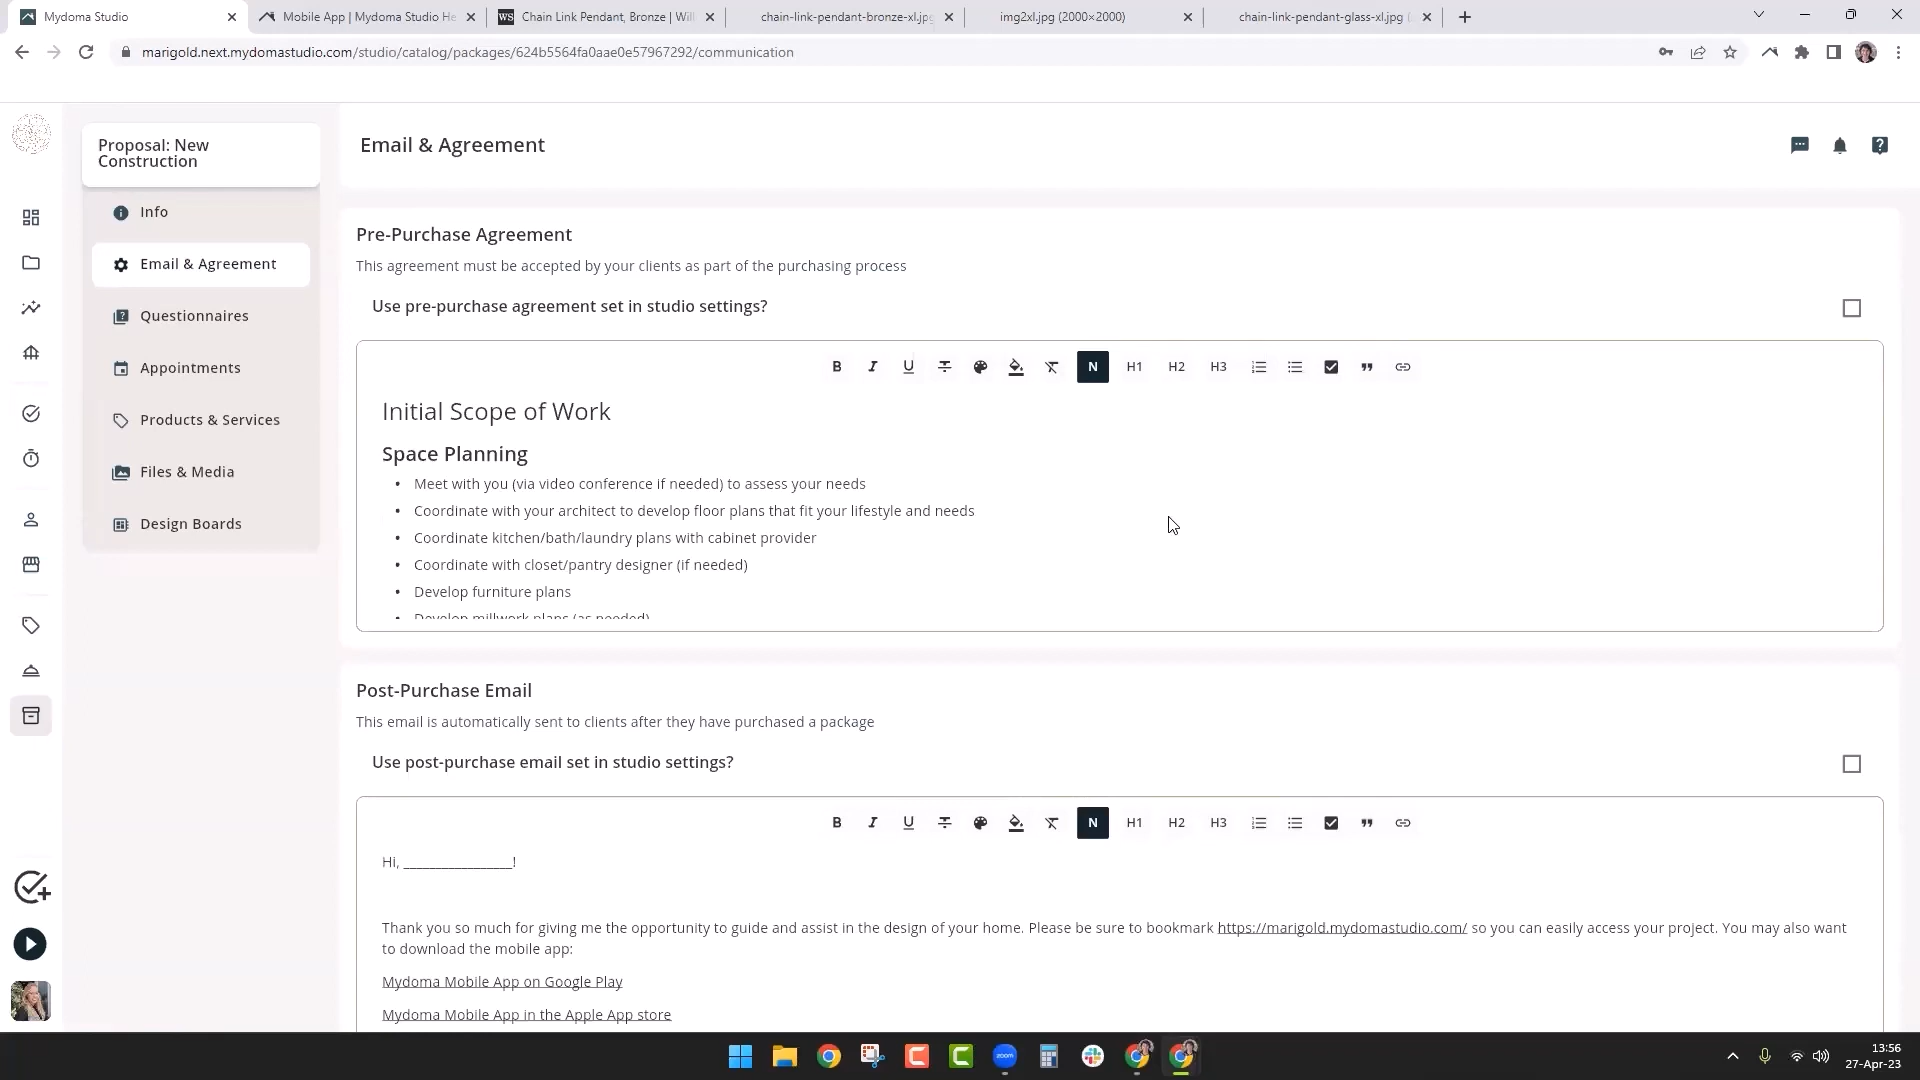 Mydoma Studio
Mobile App | Mydoma Studio He
WS
Chain Link Pendant, Bronze | Will
chain-link-pendant-bronze-xl.jpg
img2xl.jpg (2000×2000)
chain-link-pendant-glass-xl.jpg (
marigold.next.mydomastudio.com/studio/catalog/packages/624b5564fa0aae0e57967292/communication
Proposal: New
Construction
Info
Email & Agreement
Questionnaires
Appointments
Products & Services
Files & Media
Design Boards
Email & Agreement
Pre-Purchase Agreement
This agreement must be accepted by your clients as part of the purchasing process
Use pre-purchase agreement set in studio settings?
B I U N H1 H2 H3
Initial Scope of Work
Space Planning
• Meet with you (via video conference if needed) to assess your needs
• Coordinate with your architect to develop floor plans that fit your lifestyle and needs
• Coordinate kitchen/bath/laundry plans with cabinet provider
• Coordinate with closet/pantry designer (if needed)
• Develop furniture plans
• Develop millwork plans (as needed)
Post-Purchase Email
This email is automatically sent to clients after they have purchased a package
Use post-purchase email set in studio settings?
B I U N H1 H2 H3
Hi, ________________!
Thank you so much for giving me the opportunity to guide and assist in the design of your home. Please be sure to bookmark https://marigold.mydomastudio.com/ so you can easily access your project. You may also want
to download the mobile app:
Mydoma Mobile App on Google Play
Mydoma Mobile App in the Apple App store
zoom
13:56
27-Apr-23